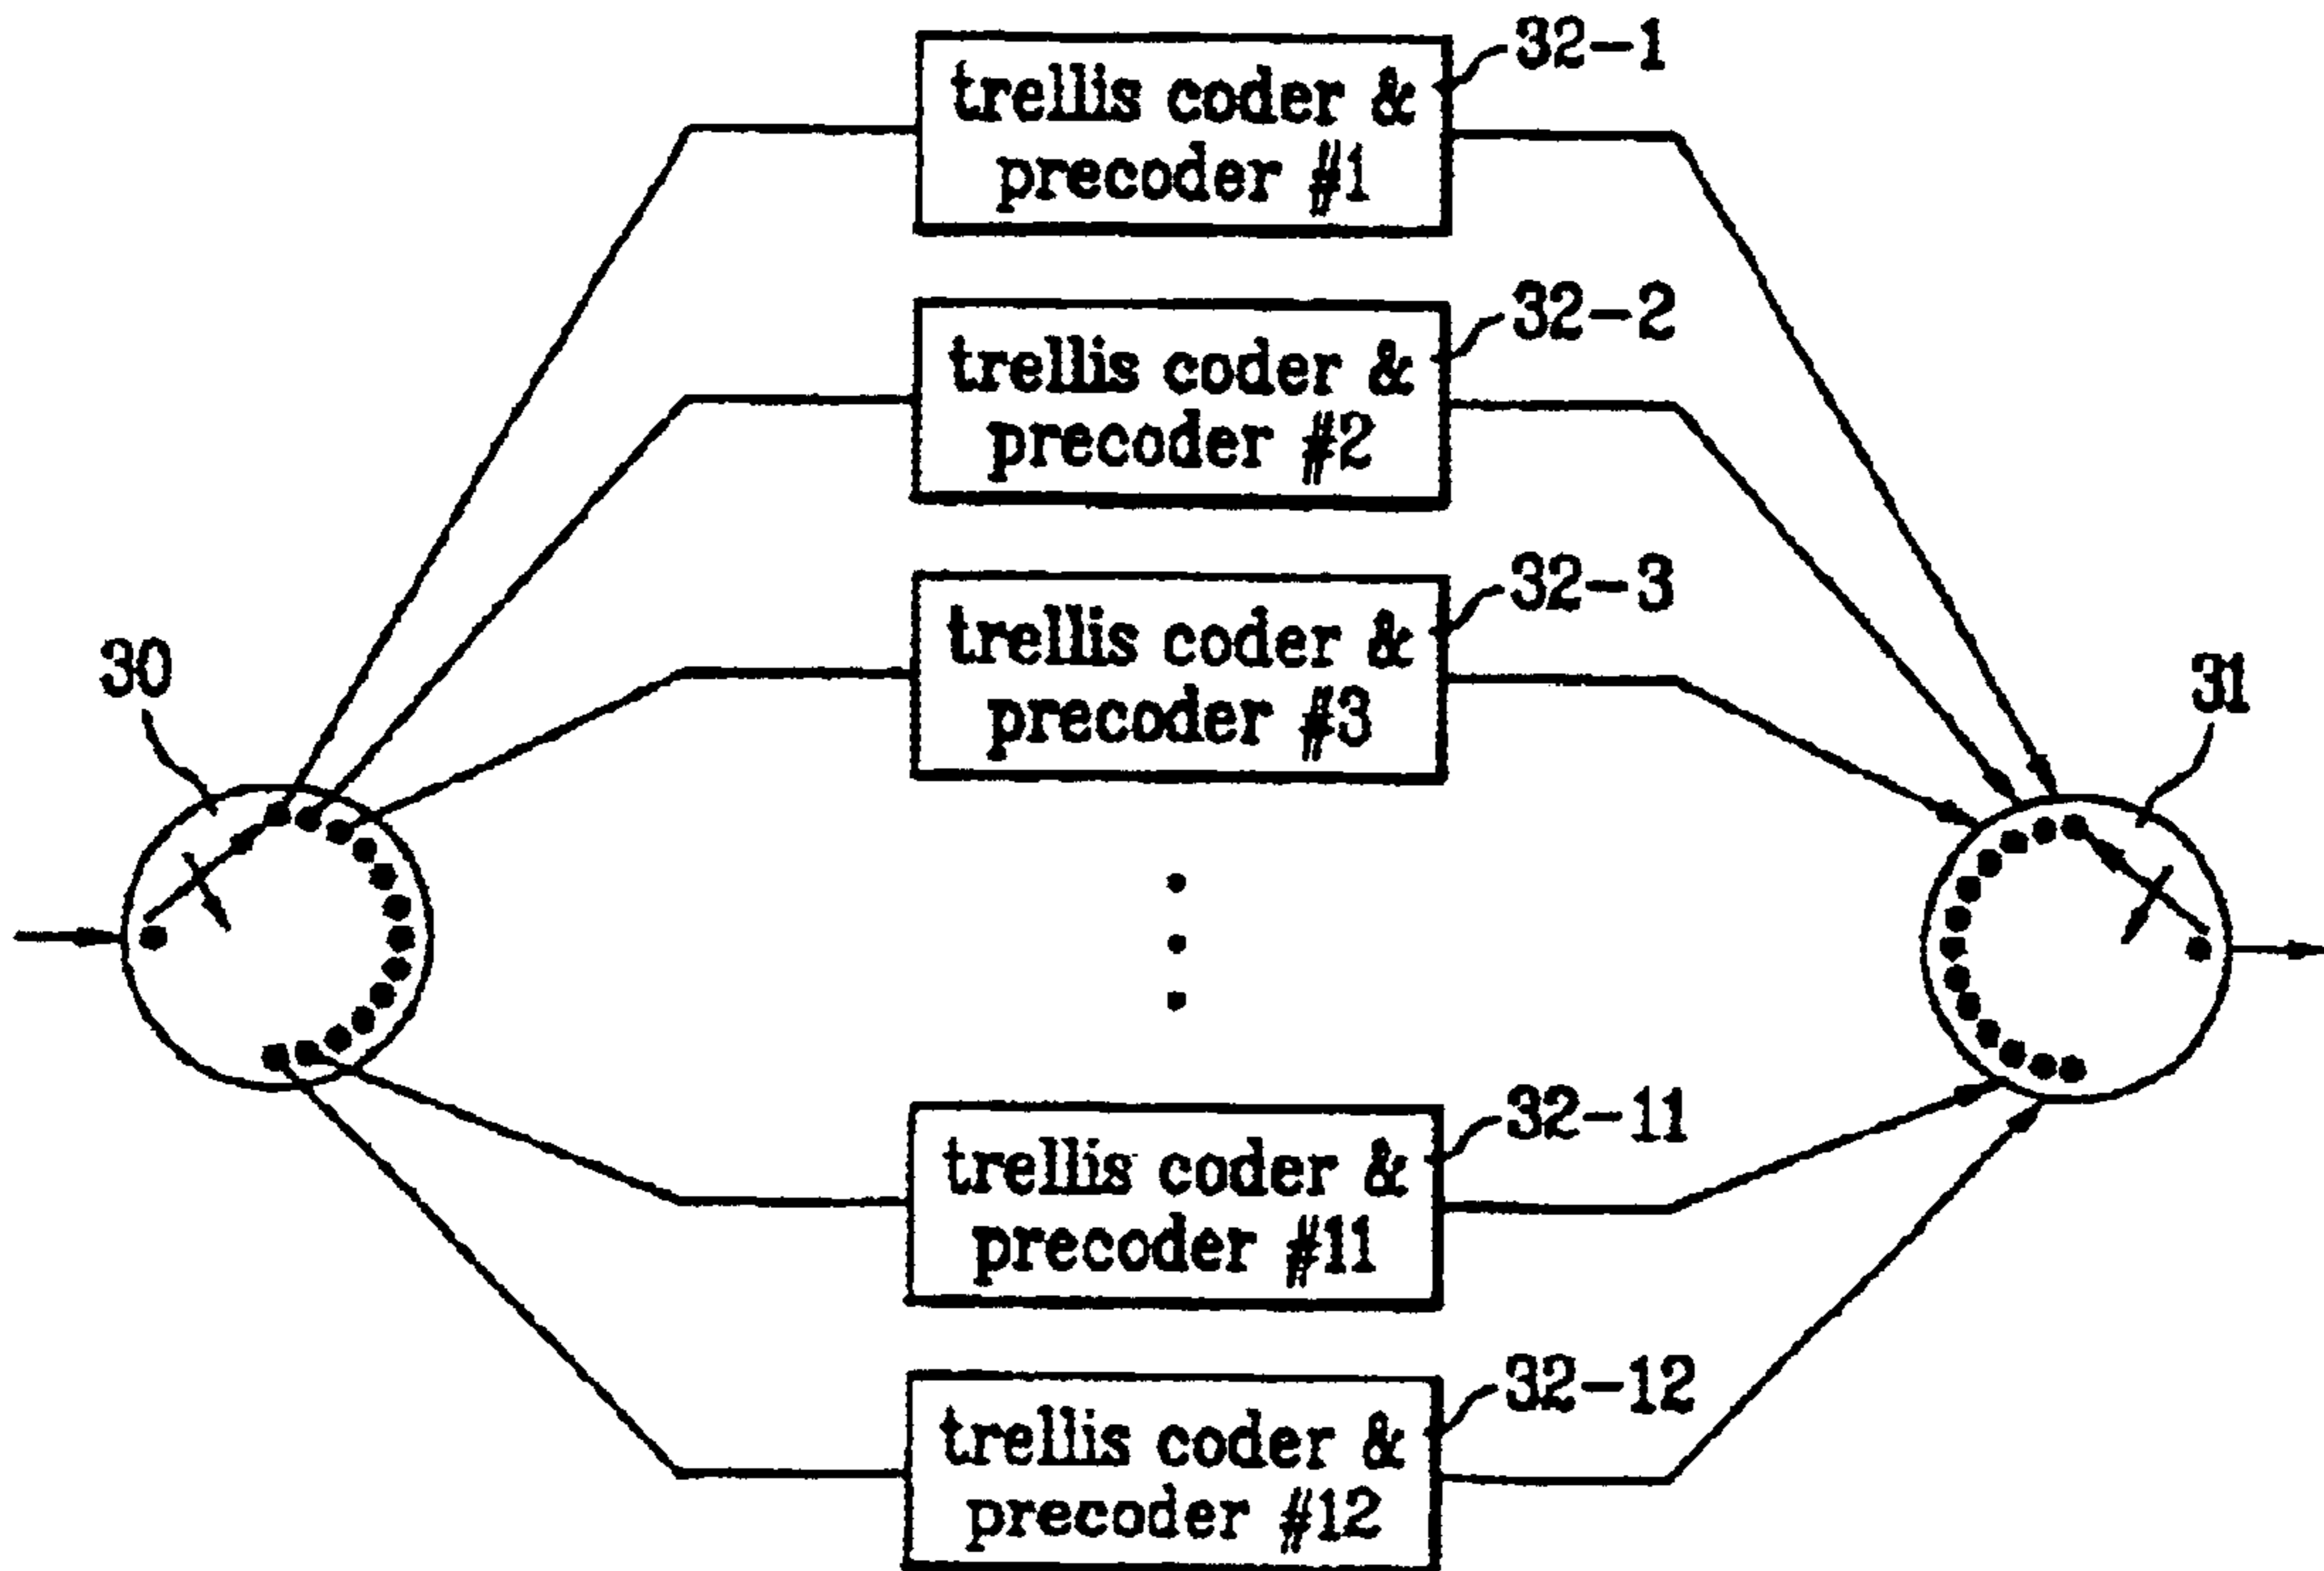 32-1
trellis coder &
precoder #1
32-2
trellis coder &
precoder #2
32-3
trellis coder &
precoder #3
30
31
32-11
trellis coder &
precoder #11
32-12
trellis coder &
precoder #12